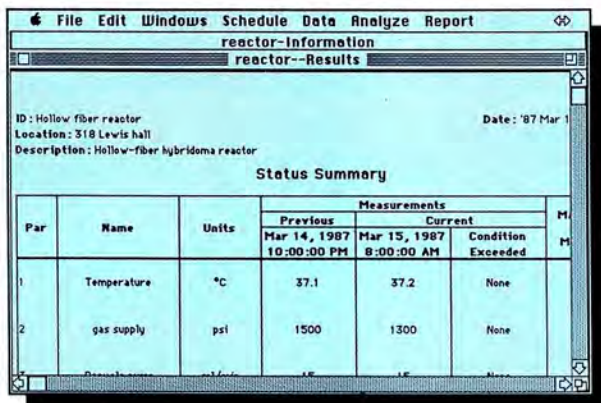 File Edit Windows Schedule Data Analyze Report
reactor-Information
reactor--Results
ID : Hollow fiber reactor
Date : '87 Mar 1
Location : 318 Lewis hall
Description : Hollow-fiber hybridoma reactor
Status Summary
Par Name Units Measurements
Previous Current
Mar 14, 1987 Mar 15, 1987 Condition
10:00:00 PM 8:00:00 AM Exceeded
1 Temperature °C 37.1 37.2 None
2 gas supply psi 1500 1300 None